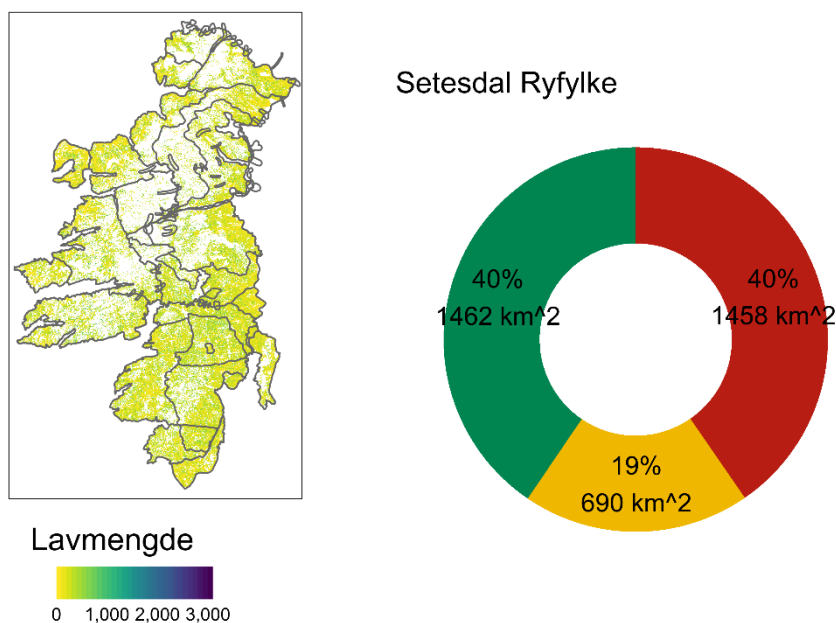 Setesdal Ryfylke
40%
1462 km^2
40%
1458 km^2
19%
690 km^2
Lavmengde
0 1,000 2,000 3,000